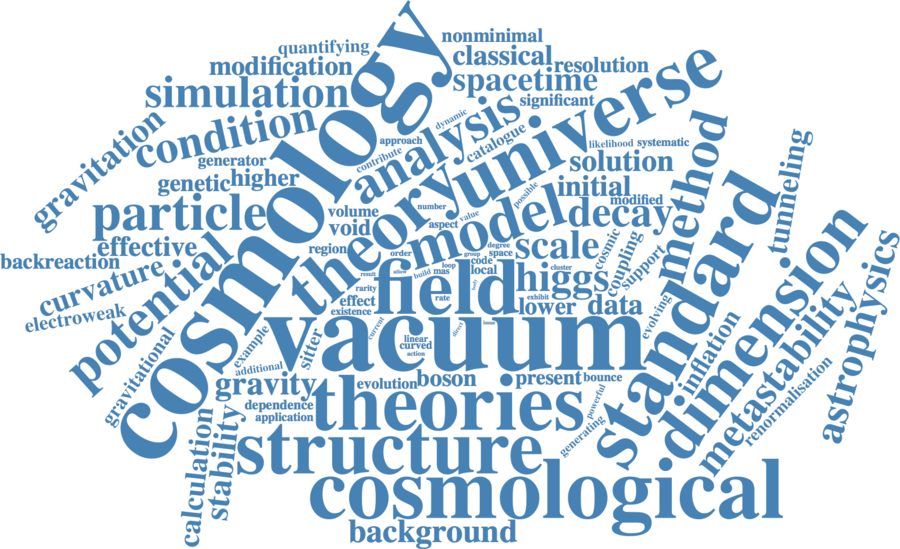 nonminimal
quantifying
classical
modification
resolution
spacetime
simulation
significant
cosmology
universe
condition
analysis
dynamic
gravitation
approach
likelihood
systematic
catalogue
contribute
generator
solution
method
tunneling
genetic
higher
theory
initial
possible
modified
particle
volume
number
model
decay
void
aspect
value
standard
effective
region
scale
cosmic
backreaction
potential
order
group
degree
space
coupling
support
curvature
result
allow
build
loop
mas
code
local
cluster
higgs
dimension
astrophysics
rarity
field
effect
existence
rate
body
exhibit
lower
data
electroweak
vacuum
current
direct
evolving
gravitational
example
sitter
linear
curved
action
inflation
metastability
additional
gravity
evolution
boson
present
bounce
renormalisation
dependence
application
theories
powerful
generating
calculation
stability
structure
cosmological
background